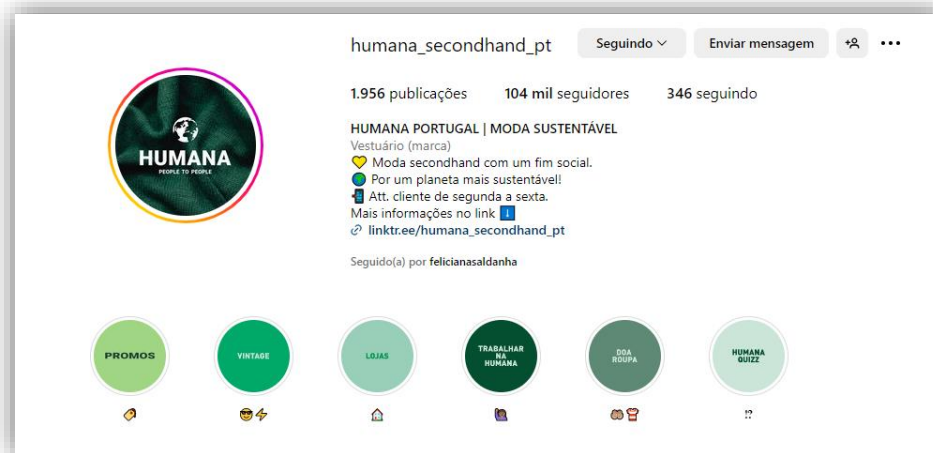 humana_secondhand_pt Seguindo Enviar mensagem
1.956 publicações 104 mil seguidores 346 seguindo
HUMANA
PEOPLE TO PEOPLE
HUMANA PORTUGAL | MODA SUSTENTÁVEL
Vestuário (marca)
💛 Moda secondhand com um fim social.
🌍 Por um planeta mais sustentável!
📲 Att. cliente de segunda a sexta.
Mais informações no link ⬇️
linktr.ee/humana_secondhand_pt
Seguido(a) por felicianasaldanha
PROMOS
VINTAGE
LOJAS
TRABALHAR
NA
HUMANA
DOA
ROUPA
HUMANA
QUIZZ
🏷️ 😎⚡ 🏠 🙋🏾‍♀️ 🤲🏽👚 ⁉